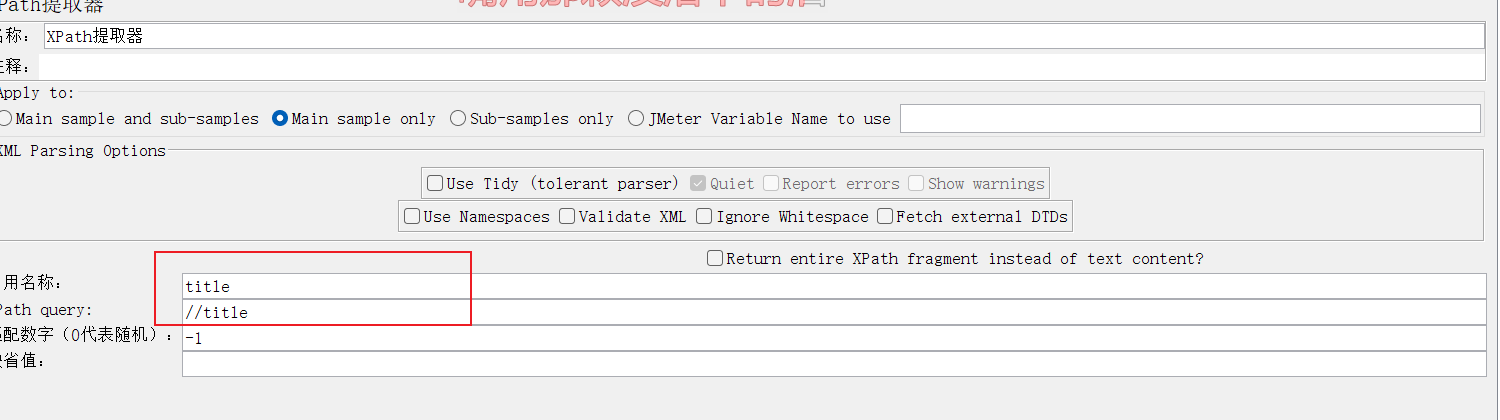 Path提取器
名称： XPath提取器
注释：
Apply to:
Main sample and sub-samples Main sample only Sub-samples only JMeter Variable Name to use
XML Parsing Options
Use Tidy (tolerant parser) Quiet Report errors Show warnings
Use Namespaces Validate XML Ignore Whitespace Fetch external DTDs
Return entire XPath fragment instead of text content?
用名称： title
Path query: //title
匹配数字（0代表随机）： -1
缺省值：